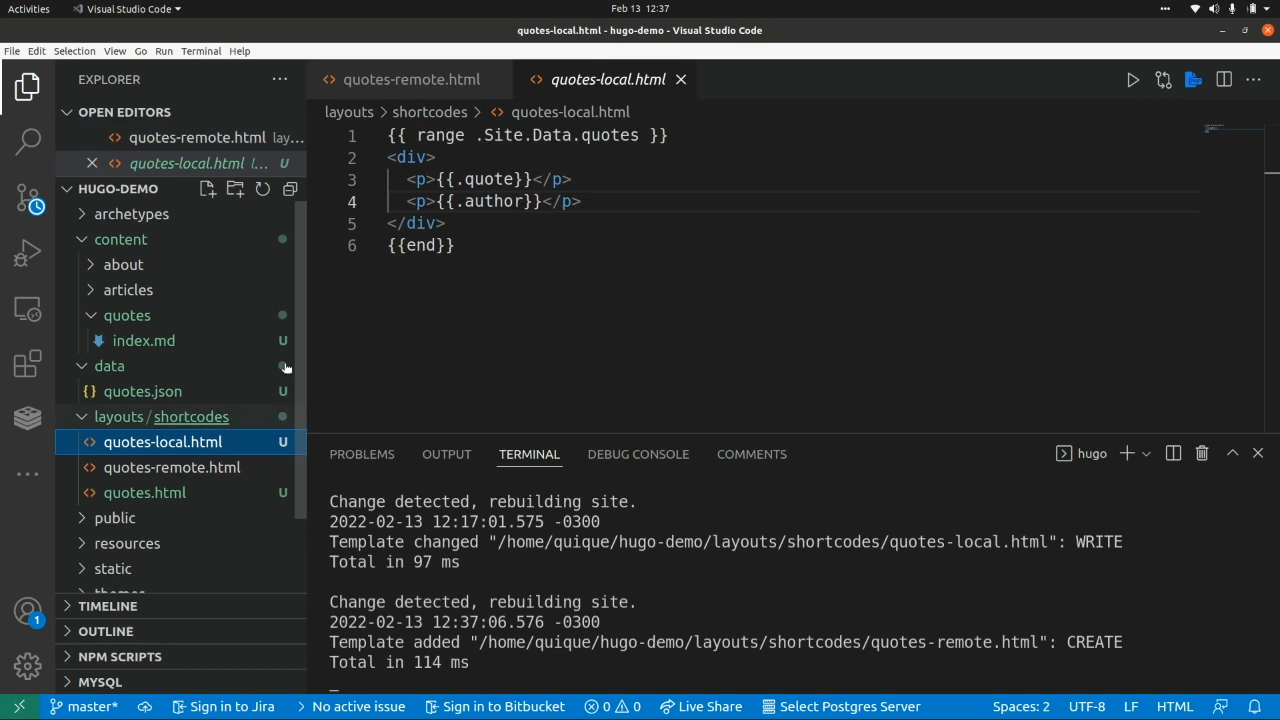 Activities
Visual Studio Code
Feb 13 12:37
quotes-local.html - hugo-demo - Visual Studio Code
File Edit Selection View Go Run Terminal Help
EXPLORER
OPEN EDITORS
quotes-remote.html lay...
quotes-local.html l... U
HUGO-DEMO
archetypes
content
about
articles
quotes
index.md U
data
{} quotes.json U
layouts / shortcodes
quotes-local.html U
quotes-remote.html
quotes.html U
public
resources
static
TIMELINE
OUTLINE
NPM SCRIPTS
MYSQL
1
quotes-remote.html
quotes-local.html
layouts > shortcodes > quotes-local.html
1 {{ range .Site.Data.quotes }}
2 <div>
3 <p>{{.quote}}</p>
4 <p>{{.author}}</p>
5 </div>
6 {{end}}
PROBLEMS OUTPUT TERMINAL DEBUG CONSOLE COMMENTS
hugo
Change detected, rebuilding site.
2022-02-13 12:17:01.575 -0300
Template changed "/home/quique/hugo-demo/layouts/shortcodes/quotes-local.html": WRITE
Total in 97 ms
Change detected, rebuilding site.
2022-02-13 12:37:06.576 -0300
Template added "/home/quique/hugo-demo/layouts/shortcodes/quotes-remote.html": CREATE
Total in 114 ms
master* Sign in to Jira No active issue Sign in to Bitbucket 0 0 Live Share Select Postgres Server Spaces: 2 UTF-8 LF HTML